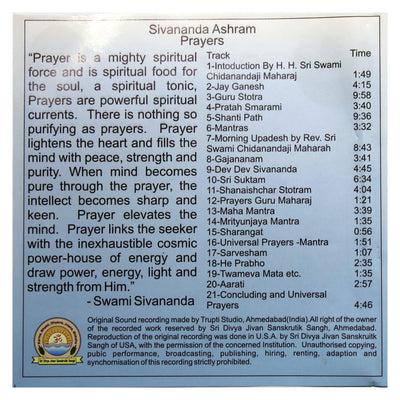 Sivananda Ashram
Prayers
“Prayer is a mighty spiritual
force and is spiritual food for
the soul, a spiritual tonic,
Prayers are powerful spiritual
currents. There is nothing so
purifying as prayers. Prayer
lightens the heart and fills the
mind with peace, strength and
purity. When mind becomes
pure through the prayer, the
intellect becomes sharp and
keen. Prayer elevates the
mind. Prayer links the seeker
with the inexhaustible cosmic
power-house of energy and
draw power, energy, light and
strength from Him.”
- Swami Sivananda
Track Time
1-Intoduction By H. H. Sri Swami
Chidanandaji Maharaj 1:49
2-Jay Ganesh 4:15
3-Guru Stotra 9:58
4-Pratah Smarami 3:40
5-Shanti Path 9:36
6-Mantras 3:32
7-Morning Upadesh by Rev. Sri
Swami Chidanandaji Maharah 8:43
8-Gajananam 3:41
9-Dev Dev Sivananda 4:45
10-Sri Suktam 6:34
11-Shanaishchar Stotram 4:04
12-Prayers Guru Maharaj 1:21
13-Maha Mantra 3:39
14-Mrityunjaya Mantra 1:35
15-Sharangat 0:56
16-Universal Prayers -Mantra 1:51
17-Sarvesham 1:07
18-He Prabho 2:35
19-Twameva Mata etc. 1:35
20-Aarati 2:57
21-Concluding and Universal
Prayers 4:46
Original Sound recording made by Trupti Studio, Ahmedabad(India).All right of the owner
of the recorded work reserved by Sri Divya Jivan Sanskrutik Sangh, Ahmedabad.
Reproduction of the original recording was done in U.S.A. by Sri Divya Jivan Sanskruitk
Sangh of USA, with the permission of the concerned Institution. Unauthorised copying,
pubic performance, broadcasting, publishing, hiring, renting, adaption and
synchornisation of this recording strictly prohibited.